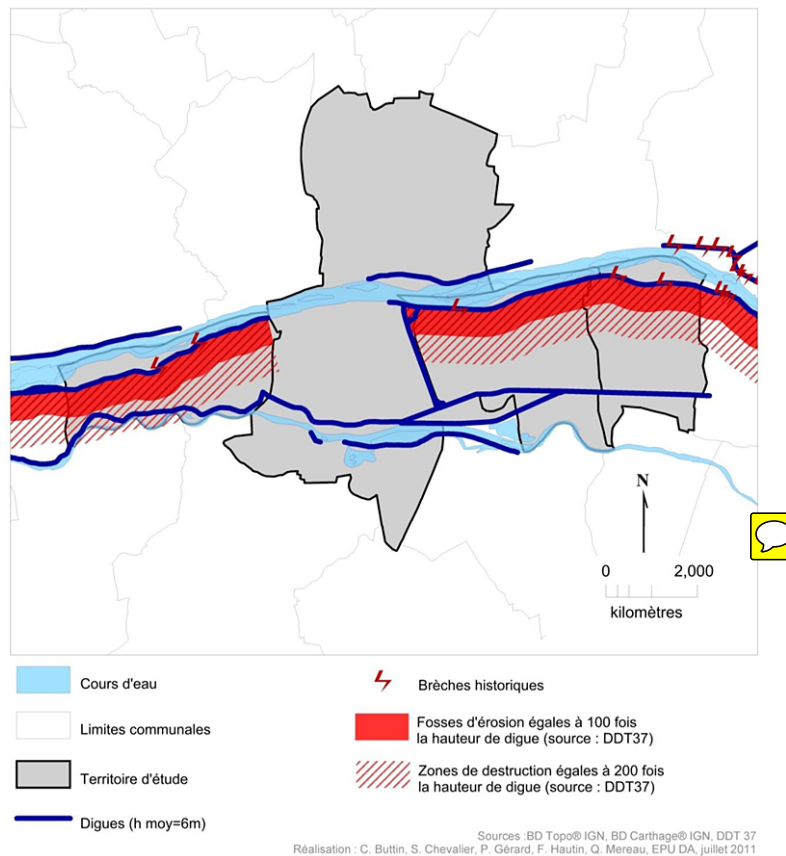 N
0 2,000
kilomètres
Cours d'eau
Limites communales
Territoire d'étude
Digues (h moy=6m)
Brèches historiques
Fosses d'érosion égales à 100 fois
la hauteur de digue (source : DDT37)
Zones de destruction égales à 200 fois
la hauteur de digue (source : DDT37)
Sources :BD Topo® IGN, BD Carthage® IGN, DDT 37
Réalisation : C. Buttin, S. Chevalier, P. Gérard, F. Hautin, Q. Mereau, EPU DA, juillet 2011